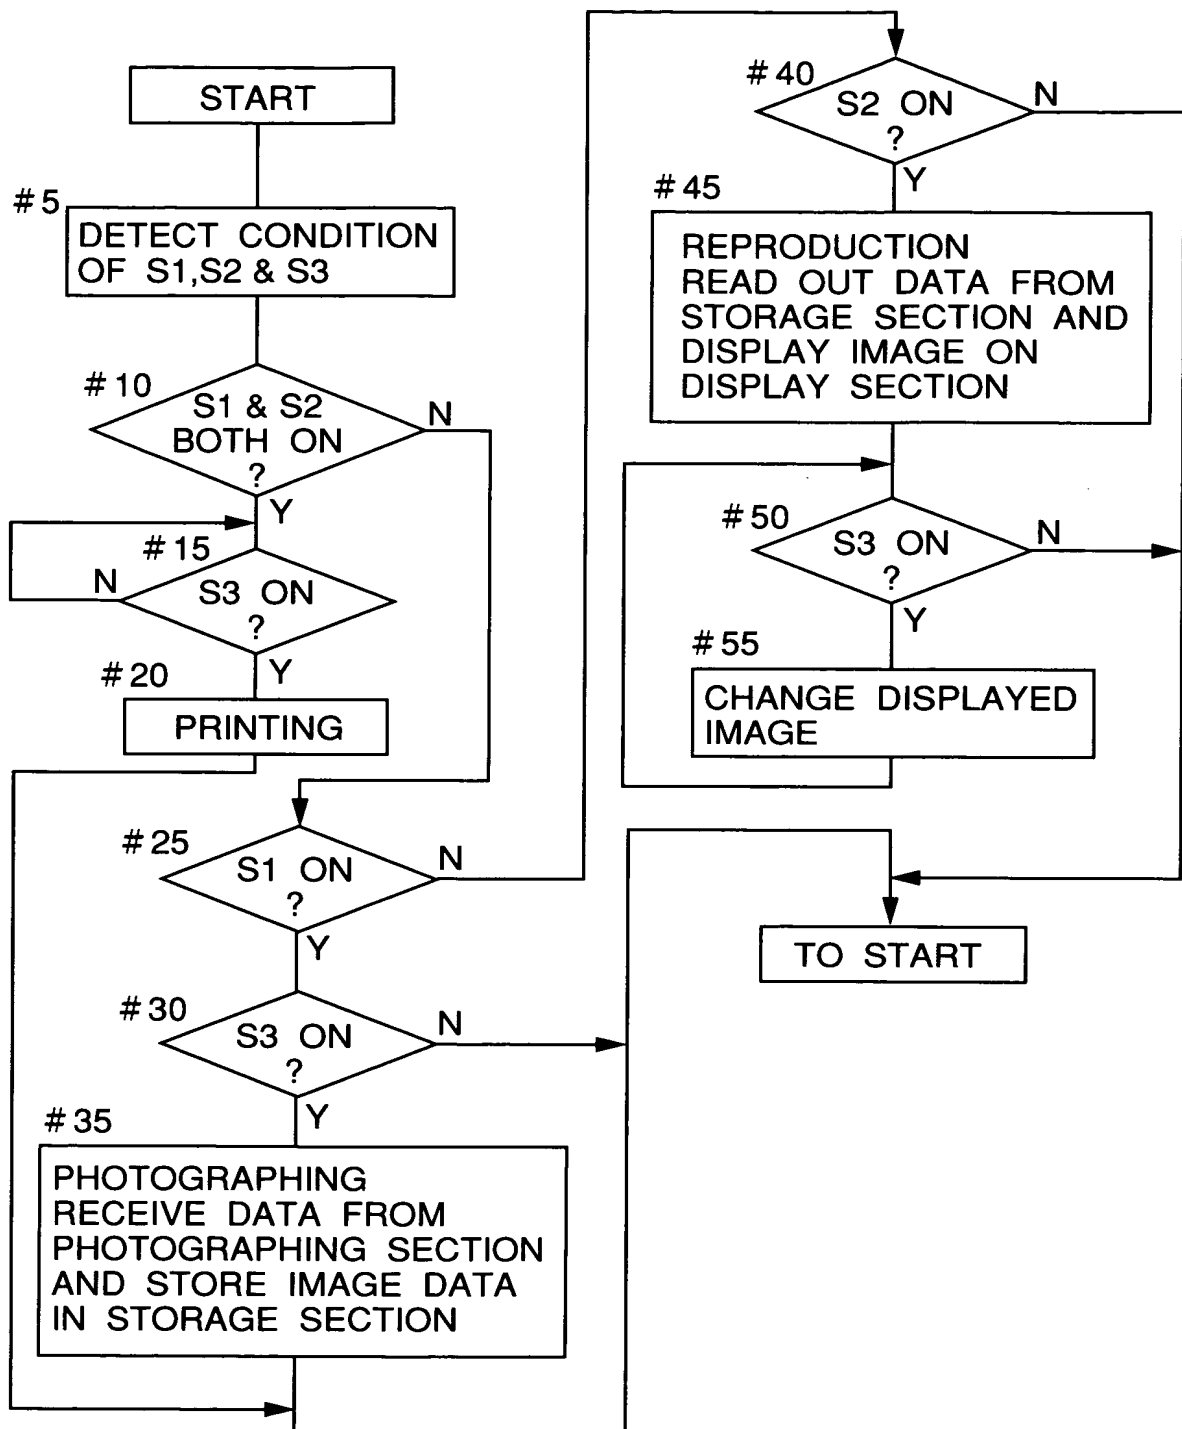 START
#5
DETECT CONDITION
OF S1,S2 & S3
#10
S1 & S2
BOTH ON
?
N
Y
#15
S3 ON
?
N
Y
#20
PRINTING
#25
S1 ON
?
N
Y
#30
S3 ON
?
N
Y
#35
PHOTOGRAPHING
RECEIVE DATA FROM
PHOTOGRAPHING SECTION
AND STORE IMAGE DATA
IN STORAGE SECTION
#40
S2 ON
?
N
Y
#45
REPRODUCTION
READ OUT DATA FROM
STORAGE SECTION AND
DISPLAY IMAGE ON
DISPLAY SECTION
#50
S3 ON
?
N
Y
#55
CHANGE DISPLAYED
IMAGE
TO START